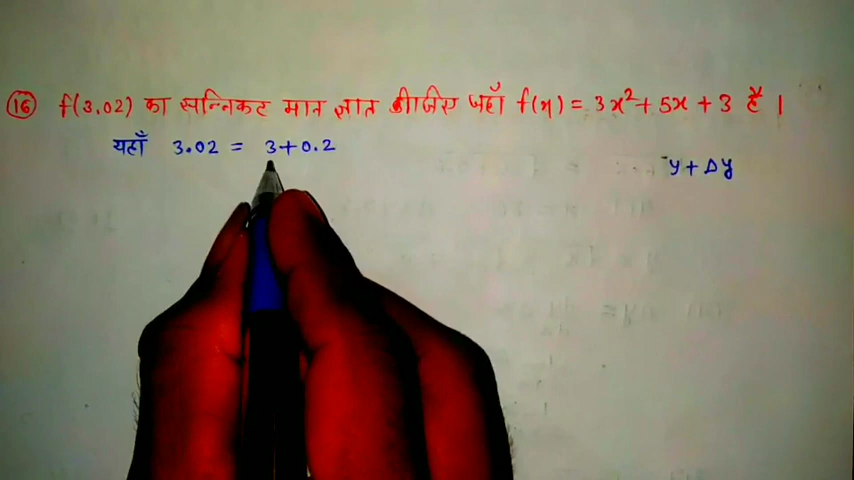 16 f(3.02) का सन्निकट मान ज्ञात कीजिए जहाँ f(x) = 3x² + 5x + 3 है ।
यहाँ 3.02 = 3+0.2
y + Δy